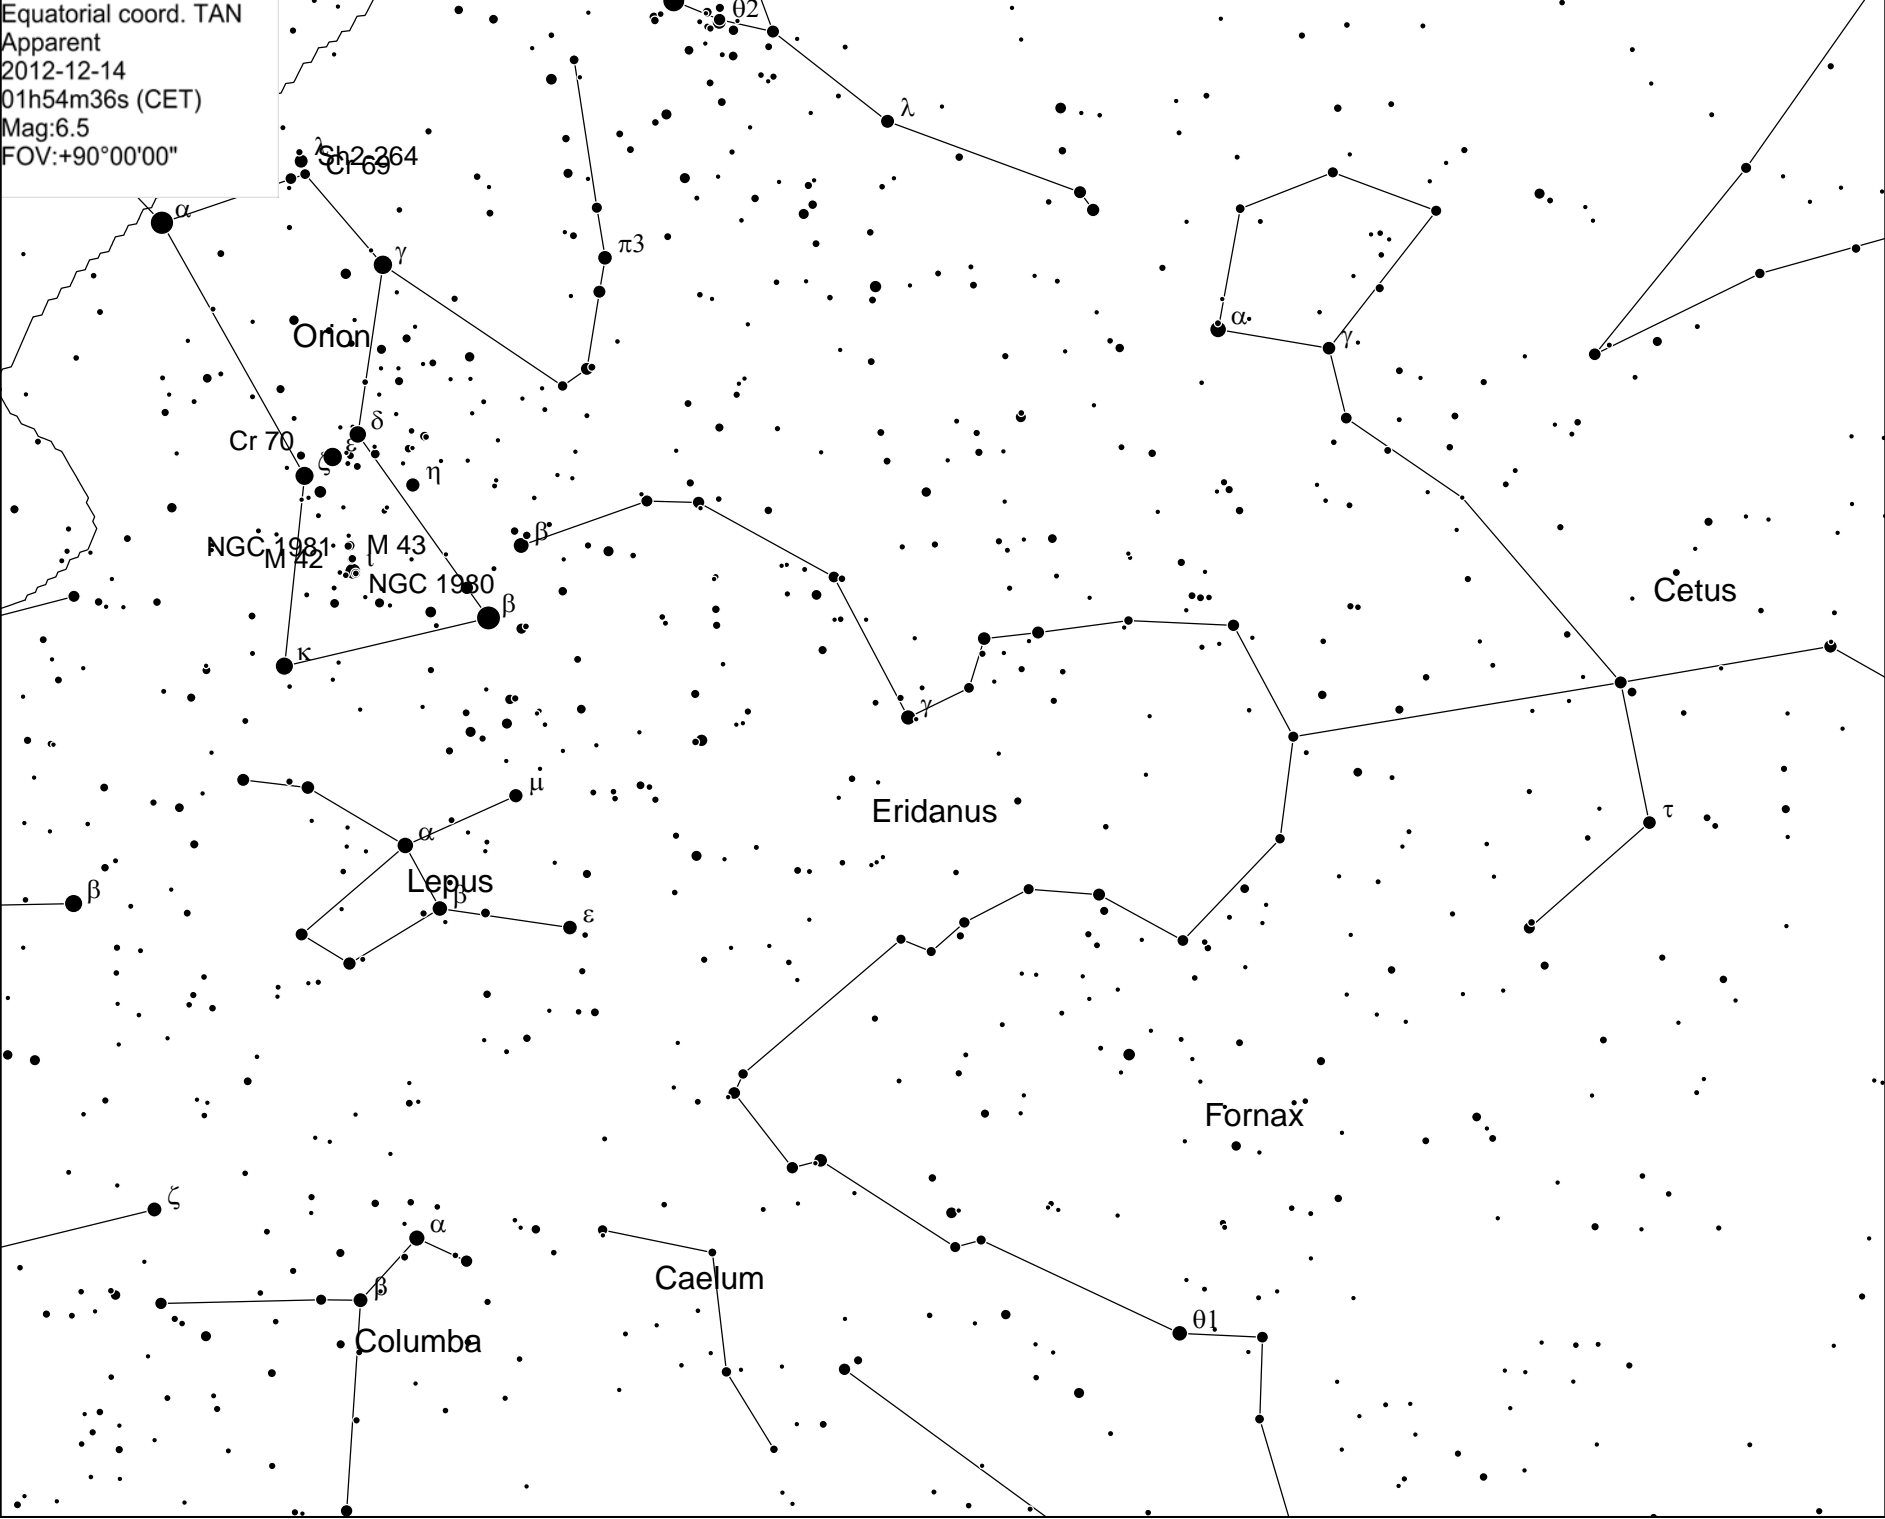 Equatorial coord. TAN
Apparent
2012-12-14
01h54m36s (CET)
Mag:6.5
FOV:+90°00'00"
θ2
λ
λ
Sh2-264
Cr 69
α
γ
π3
Orion
α
γ
δ
Cr 70
ε
ζ
η
β
NGC 1981
M 43
M 42
ι
NGC 1980
β
Cetus
κ
γ
μ
Eridanus
τ
α
Lepus
β
β
ε
Fornax
ζ
α
Caelum
β
θ1
Columba